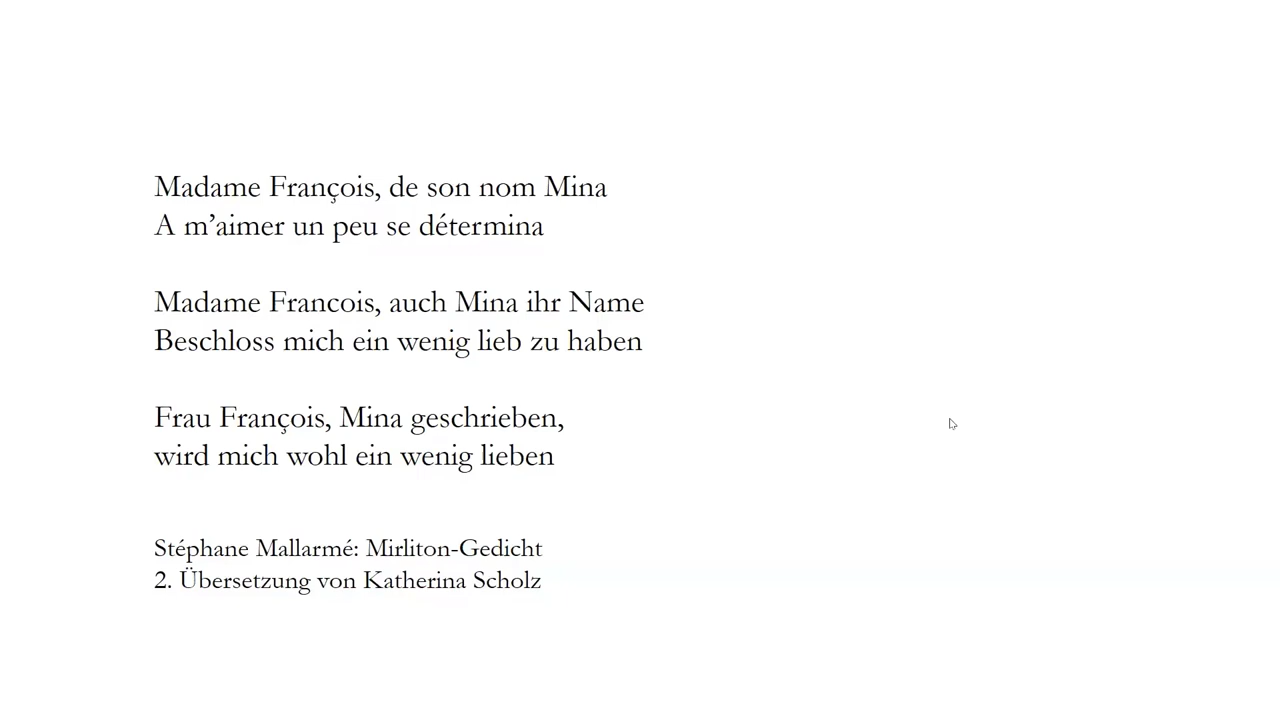 Madame François, de son nom Mina
A m’aimer un peu se détermina
Madame Francois, auch Mina ihr Name
Beschloss mich ein wenig lieb zu haben
Frau François, Mina geschrieben,
wird mich wohl ein wenig lieben
Stéphane Mallarmé: Mirliton-Gedicht
2. Übersetzung von Katherina Scholz